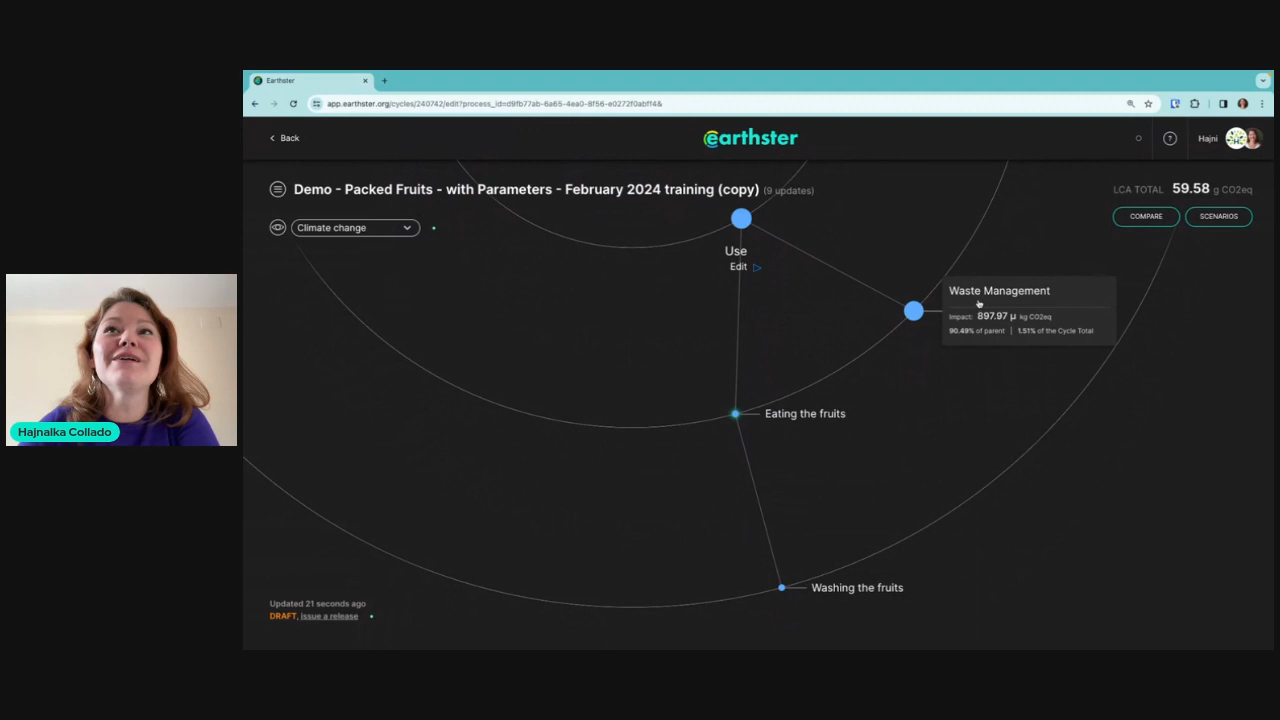 Earthster
app.earthster.org/cycles/240742/edit?process_id=d9fb77ab-6a65-4ea0-8f56-e0272f0abff4&
Back
earthster
?
Hajni
Demo - Packed Fruits - with Parameters - February 2024 training (copy) (9 updates)
LCA TOTAL 59.58 g CO2eq
Climate change
COMPARE
SCENARIOS
Use
Edit
Waste Management
Impact: 897.97 μ kg CO2eq
90.49% of parent | 1.51% of the Cycle Total
Eating the fruits
Hajnalka Collado
Washing the fruits
Updated 21 seconds ago
DRAFT, issue a release